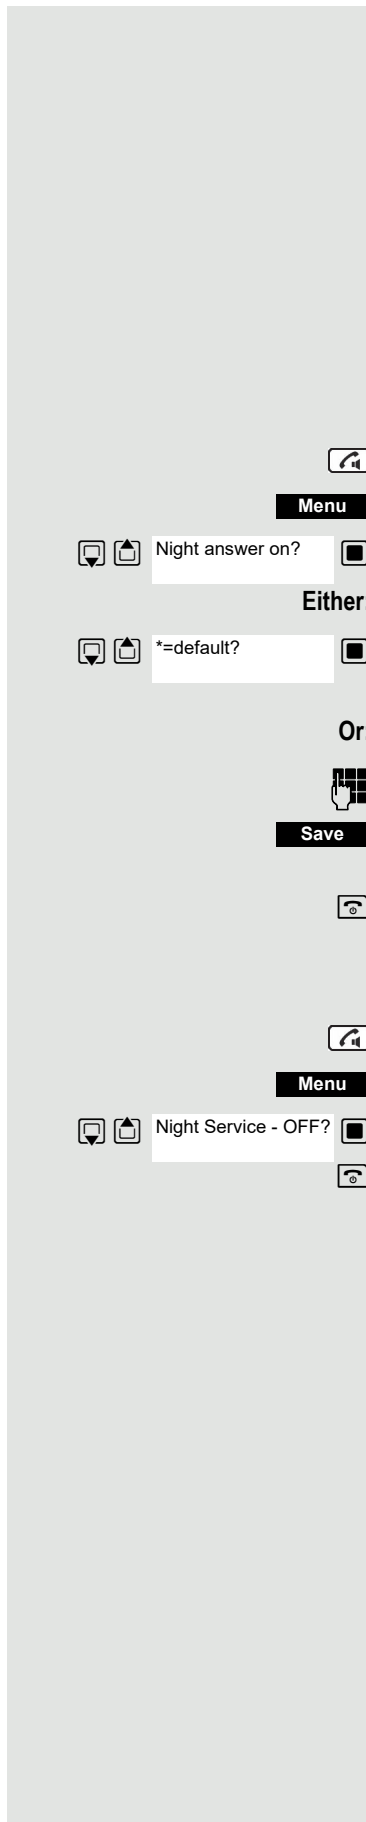 Menu
Night answer on?
Either:
*=default?
Or:
Save
Menu
Night Service - OFF?